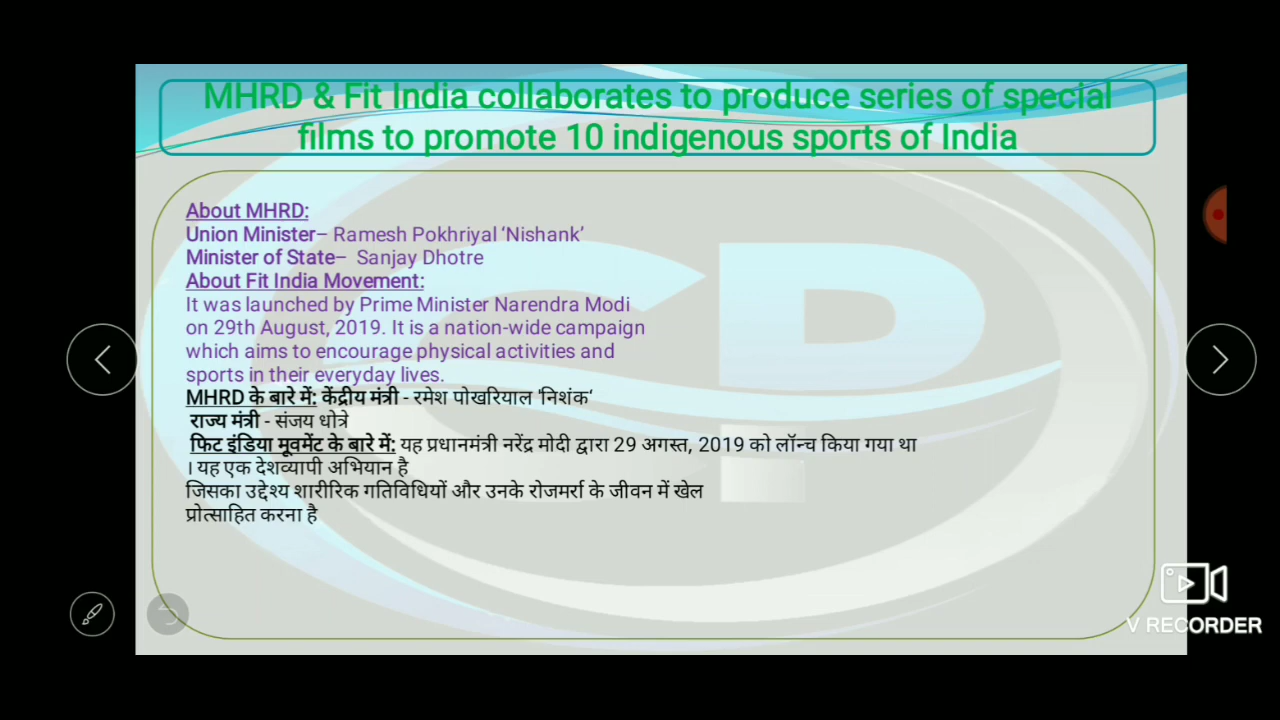 MHRD & Fit India collaborates to produce series of special
films to promote 10 indigenous sports of India
About MHRD:
Union Minister– Ramesh Pokhriyal ‘Nishank’
Minister of State–  Sanjay Dhotre
About Fit India Movement:
It was launched by Prime Minister Narendra Modi
on 29th August, 2019. It is a nation-wide campaign
which aims to encourage physical activities and
sports in their everyday lives.
MHRD के बारे में: केंद्रीय मंत्री - रमेश पोखरियाल 'निशंक‘
राज्य मंत्री - संजय धोत्रे
फिट इंडिया मूवमेंट के बारे में: यह प्रधानमंत्री नरेंद्र मोदी द्वारा 29 अगस्त, 2019 को लॉन्च किया गया था
। यह एक देशव्यापी अभियान है
जिसका उद्देश्य शारीरिक गतिविधियों और उनके रोजमर्रा के जीवन में खेल
प्रोत्साहित करना है
V RECORDER